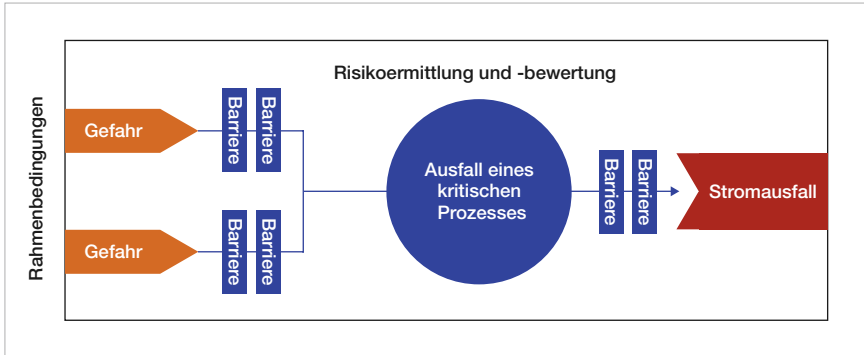 Risikoermittlung und -bewertung
Rahmenbedingungen
Gefahr
Barriere
Barriere
Gefahr
Barriere
Barriere
Ausfall eines
kritischen
Prozesses
Barriere
Barriere
Stromausfall